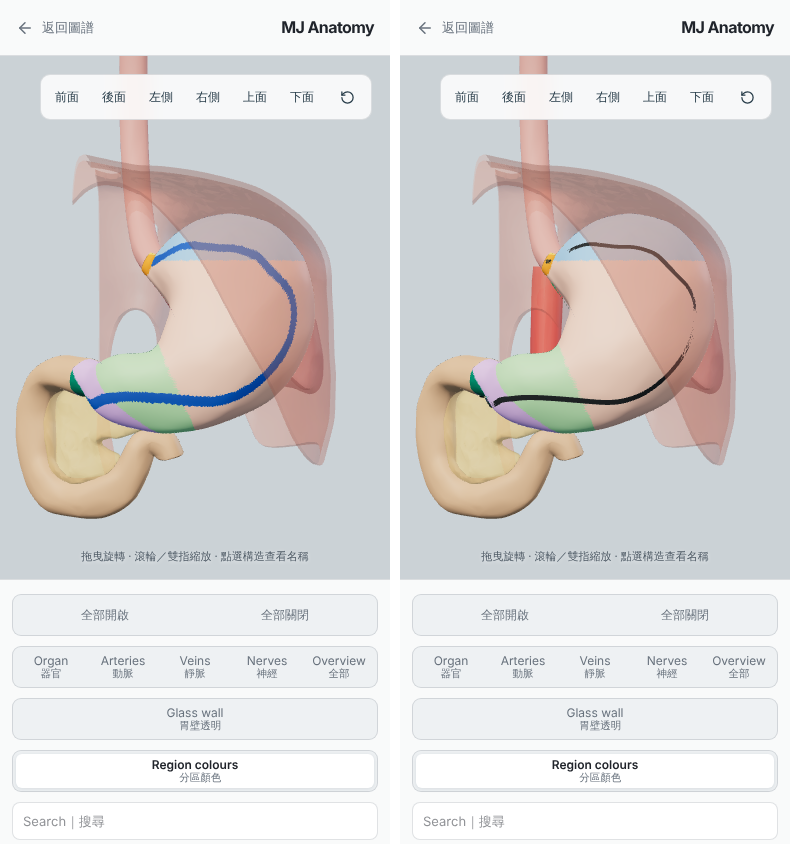 返回圖譜 MJ Anatomy
前面 後面 左側 右側 上面 下面
拖曳旋轉 · 滾輪／雙指縮放 · 點選構造查看名稱
全部開啟 全部關閉
Organ Arteries Veins Nerves Overview
器官 動脈 靜脈 神經 全部
Glass wall
胃壁透明
Region colours
分區顏色
Search｜搜尋
返回圖譜 MJ Anatomy
前面 後面 左側 右側 上面 下面
拖曳旋轉 · 滾輪／雙指縮放 · 點選構造查看名稱
全部開啟 全部關閉
Organ Arteries Veins Nerves Overview
器官 動脈 靜脈 神經 全部
Glass wall
胃壁透明
Region colours
分區顏色
Search｜搜尋